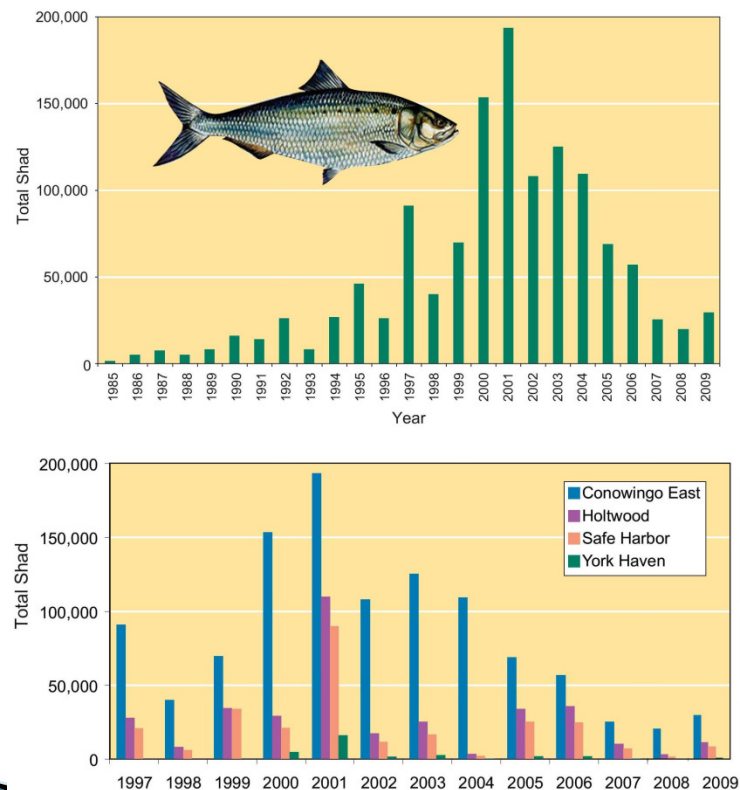 200,000
150,000
100,000
50,000
0
Total Shad
1985 1986 1987 1988 1989 1990 1991 1992 1993 1994 1995 1996 1997 1998 1999 2000 2001 2002 2003 2004 2005 2006 2007 2008 2009
Year
200,000
150,000
100,000
50,000
0
Total Shad
Conowingo East
Holtwood
Safe Harbor
York Haven
1997 1998 1999 2000 2001 2002 2003 2004 2005 2006 2007 2008 2009